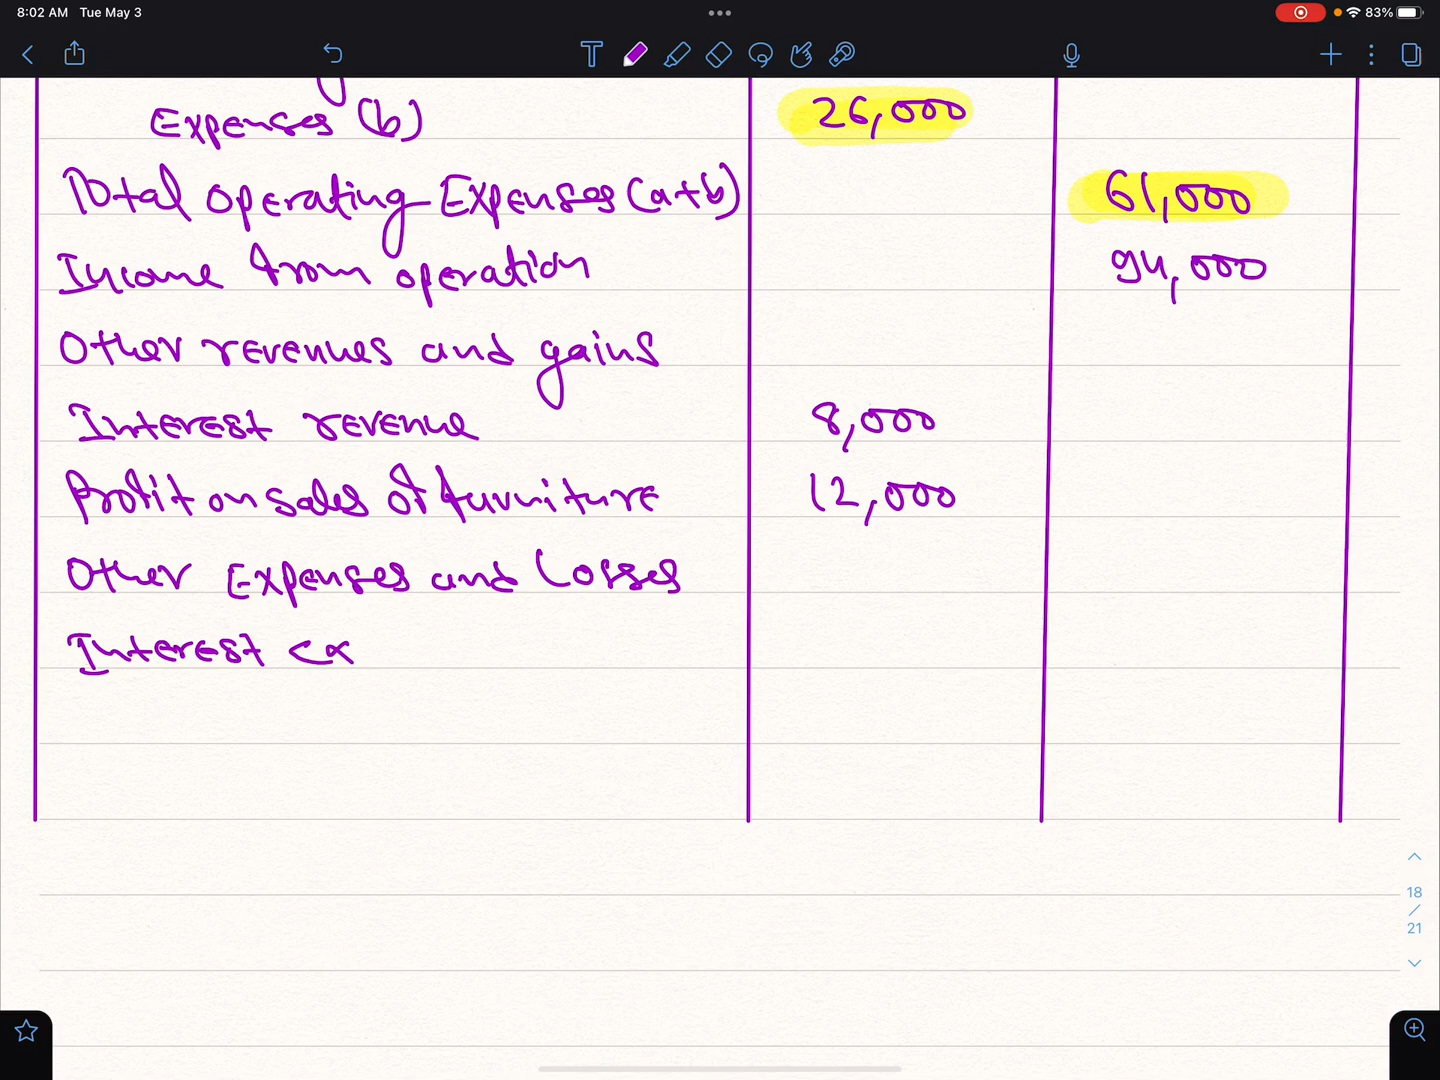 8:02 AM Tue May 3
83%
T
Expenses (b) 26,000
Total operating Expenses (a+b) 61,000
Income from operation 94,000
Other revenues and gains
Interest revenue 8,000
Profit on sales of furniture 12,000
Other Expenses and Losses
Interest ex
18
/
21